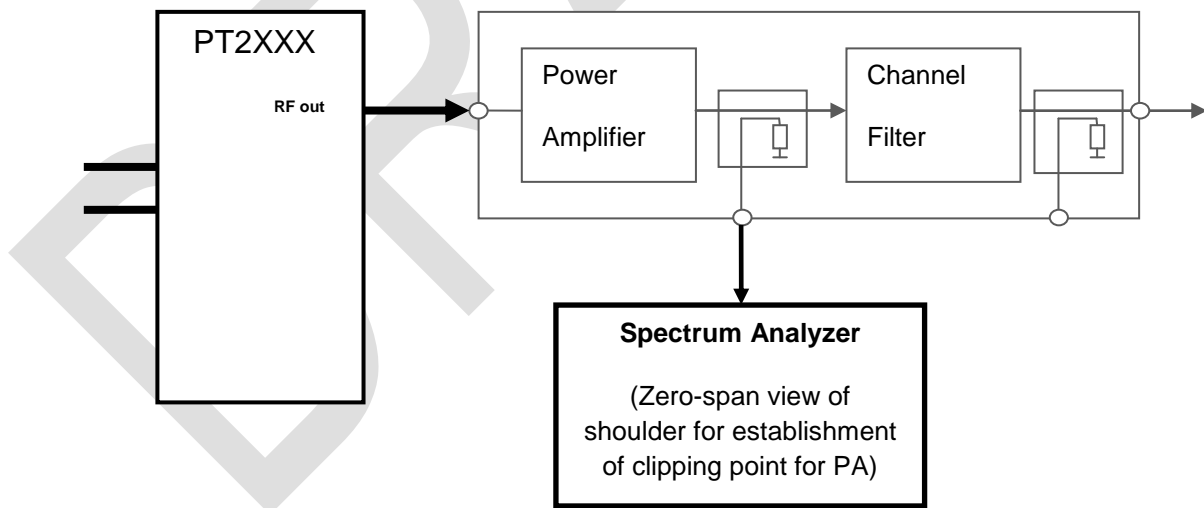 PT2XXX
RF out
Power
Amplifier
Channel
Filter
Spectrum Analyzer
(Zero-span view of
shoulder for establishment
of clipping point for PA)